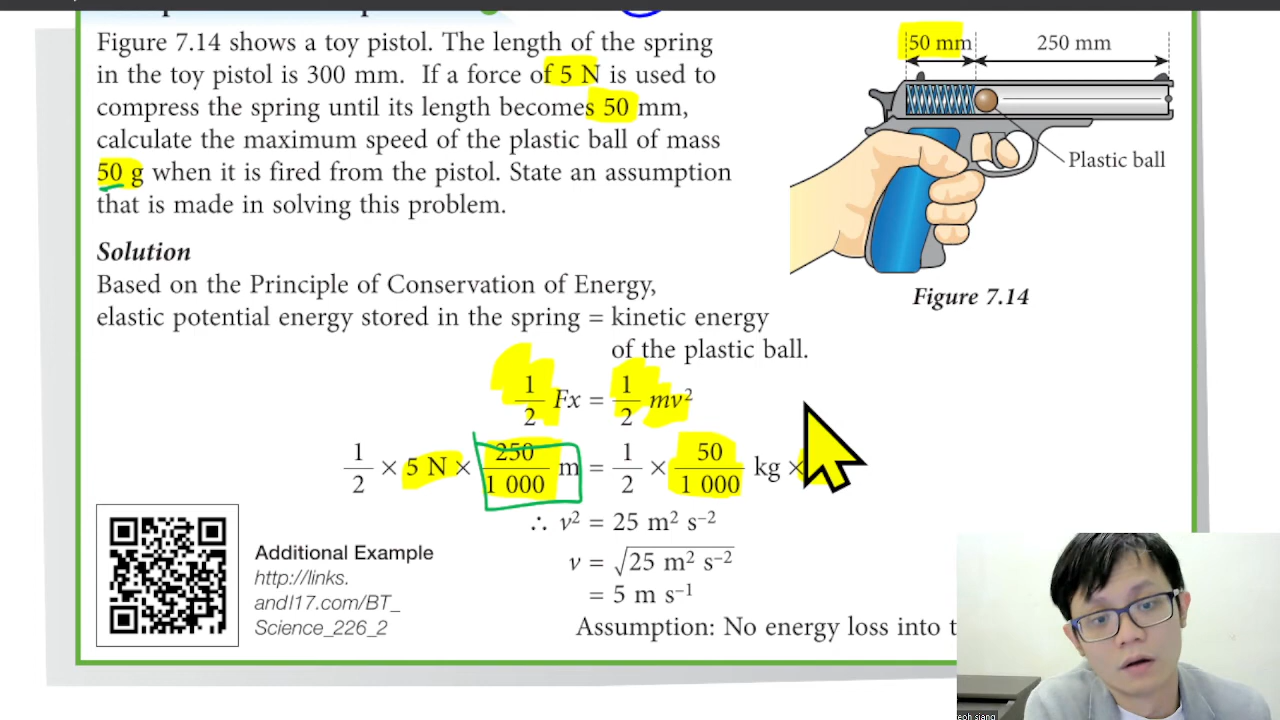 Figure 7.14 shows a toy pistol. The length of the spring
in the toy pistol is 300 mm. If a force of 5 N is used to
compress the spring until its length becomes 50 mm,
calculate the maximum speed of the plastic ball of mass
50 g when it is fired from the pistol. State an assumption
that is made in solving this problem.
50 mm 250 mm
Plastic ball
Figure 7.14
Solution
Based on the Principle of Conservation of Energy,
elastic potential energy stored in the spring = kinetic energy
of the plastic ball.
1/2 Fx = 1/2 mv²
1/2 × 5 N × 250/1 000 m = 1/2 × 50/1 000 kg ×
∴ v² = 25 m² s⁻²
v = √25 m² s⁻²
= 5 m s⁻¹
Assumption: No energy loss into
Additional Example
http://links.
andl17.com/BT_
Science_226_2